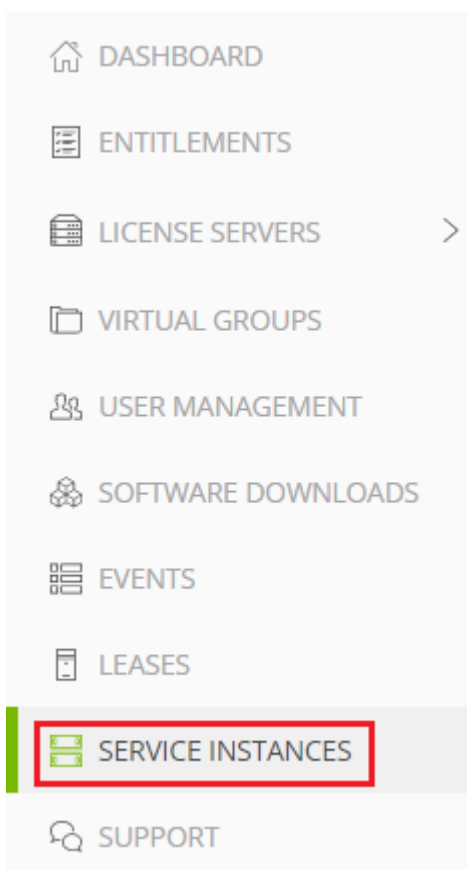 DASHBOARD
ENTITLEMENTS
LICENSE SERVERS
VIRTUAL GROUPS
USER MANAGEMENT
SOFTWARE DOWNLOADS
EVENTS
LEASES
SERVICE INSTANCES
SUPPORT